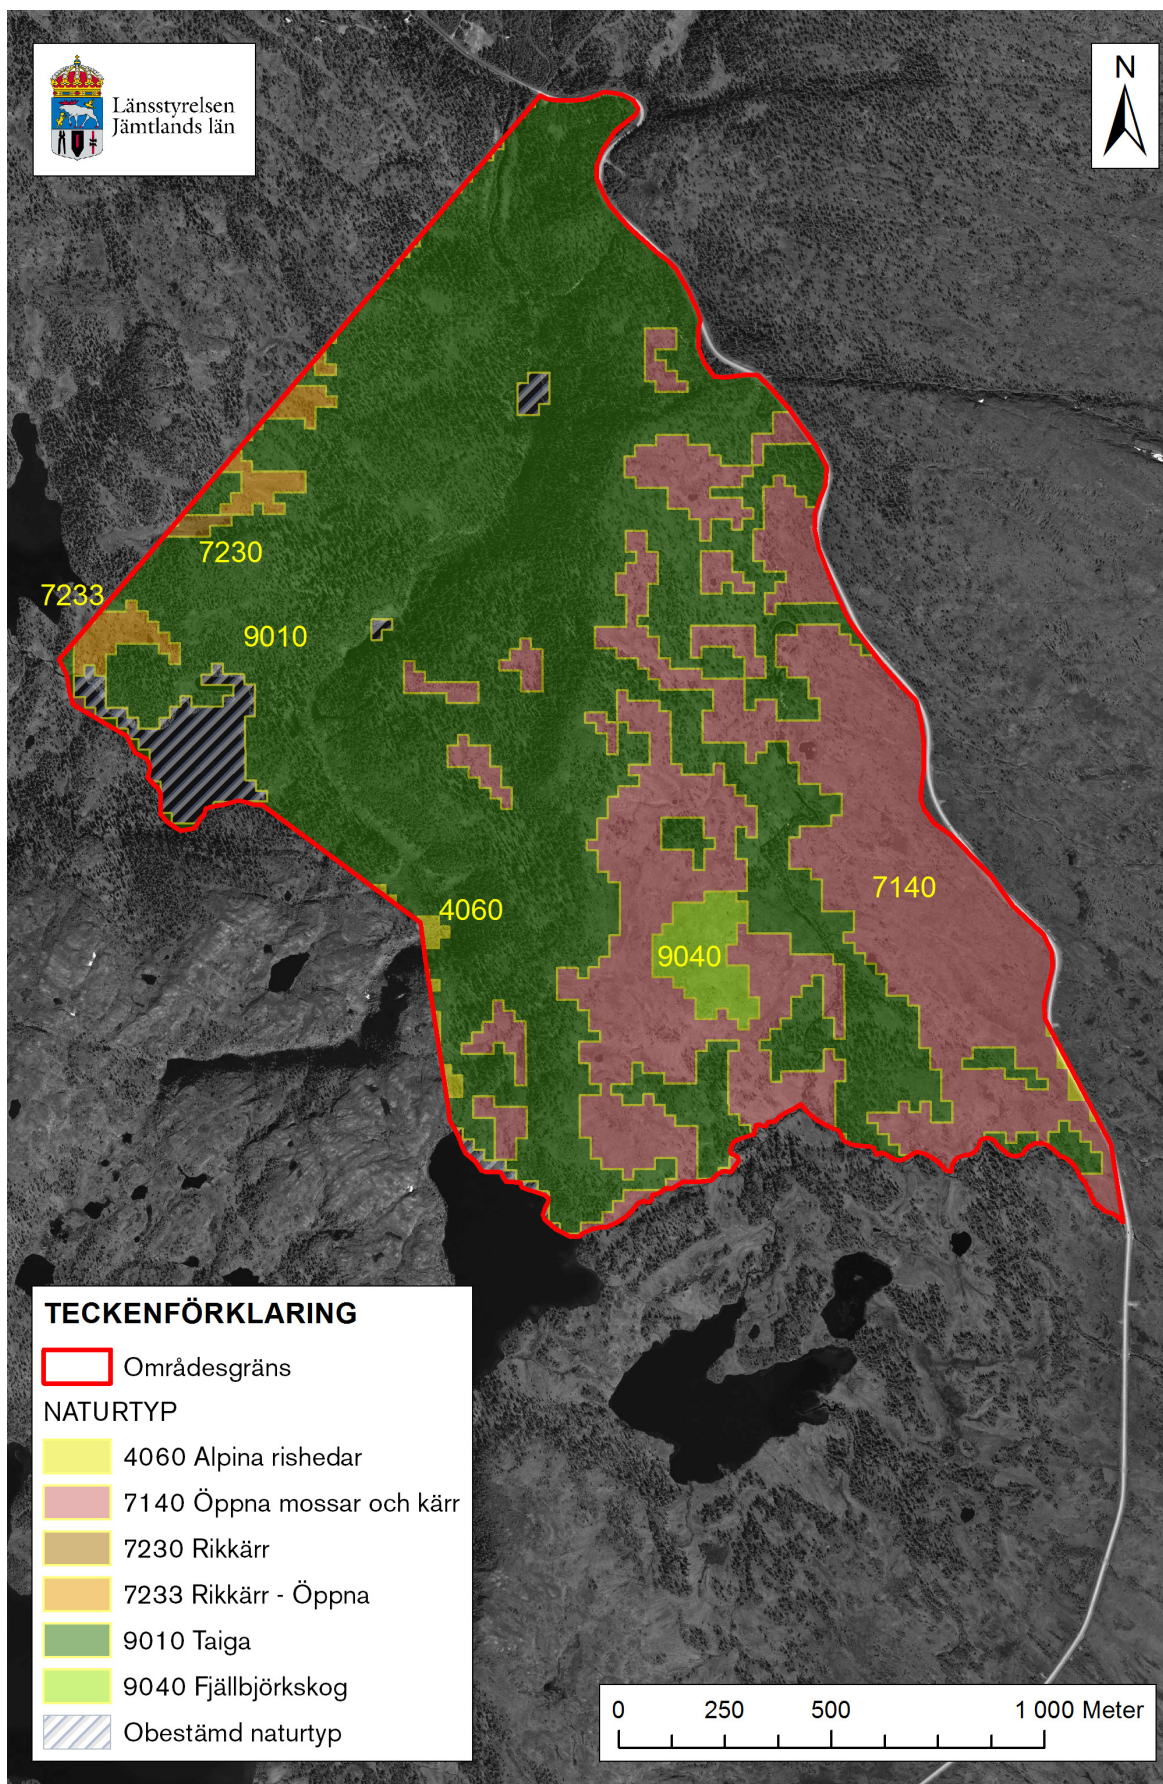 Länsstyrelsen
Jämtlands län
N
7230
7233
9010
7140
4060
9040
TECKENFÖRKLARING
Områdesgräns
NATURTYP
4060 Alpina rishedar
7140 Öppna mossar och kärr
7230 Rikkärr
7233 Rikkärr - Öppna
9010 Taiga
9040 Fjällbjörkskog
Obestämd naturtyp
0 250 500 1 000 Meter